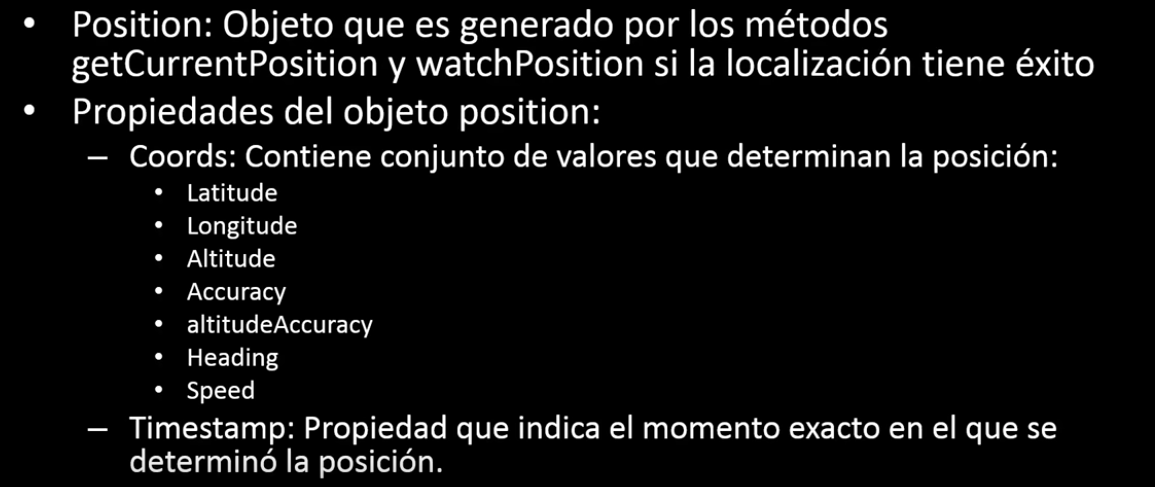 • Position: Objeto que es generado por los métodos
getCurrentPosition y watchPosition si la localización tiene éxito
• Propiedades del objeto position:
– Coords: Contiene conjunto de valores que determinan la posición:
• Latitude
• Longitude
• Altitude
• Accuracy
• altitudeAccuracy
• Heading
• Speed
– Timestamp: Propiedad que indica el momento exacto en el que se
determinó la posición.